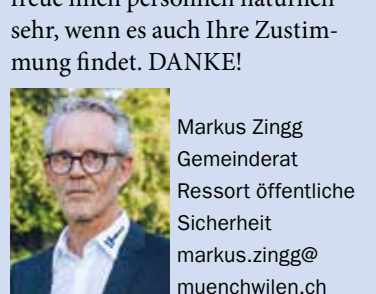 freue mich persönlich natürlich
sehr, wenn es auch Ihre Zustim-
mung findet. DANKE!
Markus Zingg
Gemeinderat
Ressort öffentliche
Sicherheit
markus.zingg@
muenchwilen.ch